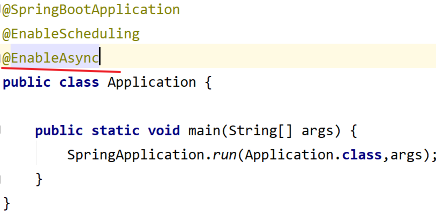 @SpringBootApplication
@EnableScheduling
@EnableAsync
public class Application {
public static void main(String[] args) {
SpringApplication.run(Application.class,args);
}
}